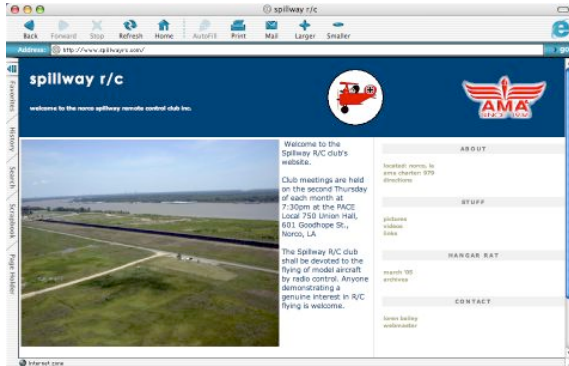 spillway r/c
Back Forward Stop Refresh Home AutoFill Print Mail Larger Smaller
Address: http://www.spillwayrc.com/ go
Favorites
History
Search
Scrapbook
Page Holder
spillway r/c
welcome to the norco spillway remote control club inc.
AMA
SINCE 1936
Welcome to the
Spillway R/C club's
website.
Club meetings are held
on the second Thursday
of each month at
7:30pm at the PACE
Local 750 Union Hall,
601 Goodhope St.,
Norco, LA
The Spillway R/C club
shall be devoted to the
flying of model aircraft
by radio control. Anyone
demonstrating a
genuine interest in R/C
flying is welcome.
ABOUT
located: norco, la
ama charter: 979
directions
STUFF
pictures
videos
links
HANGAR RAT
march '05
archives
CONTACT
loren bailey
webmaster
Internet zone